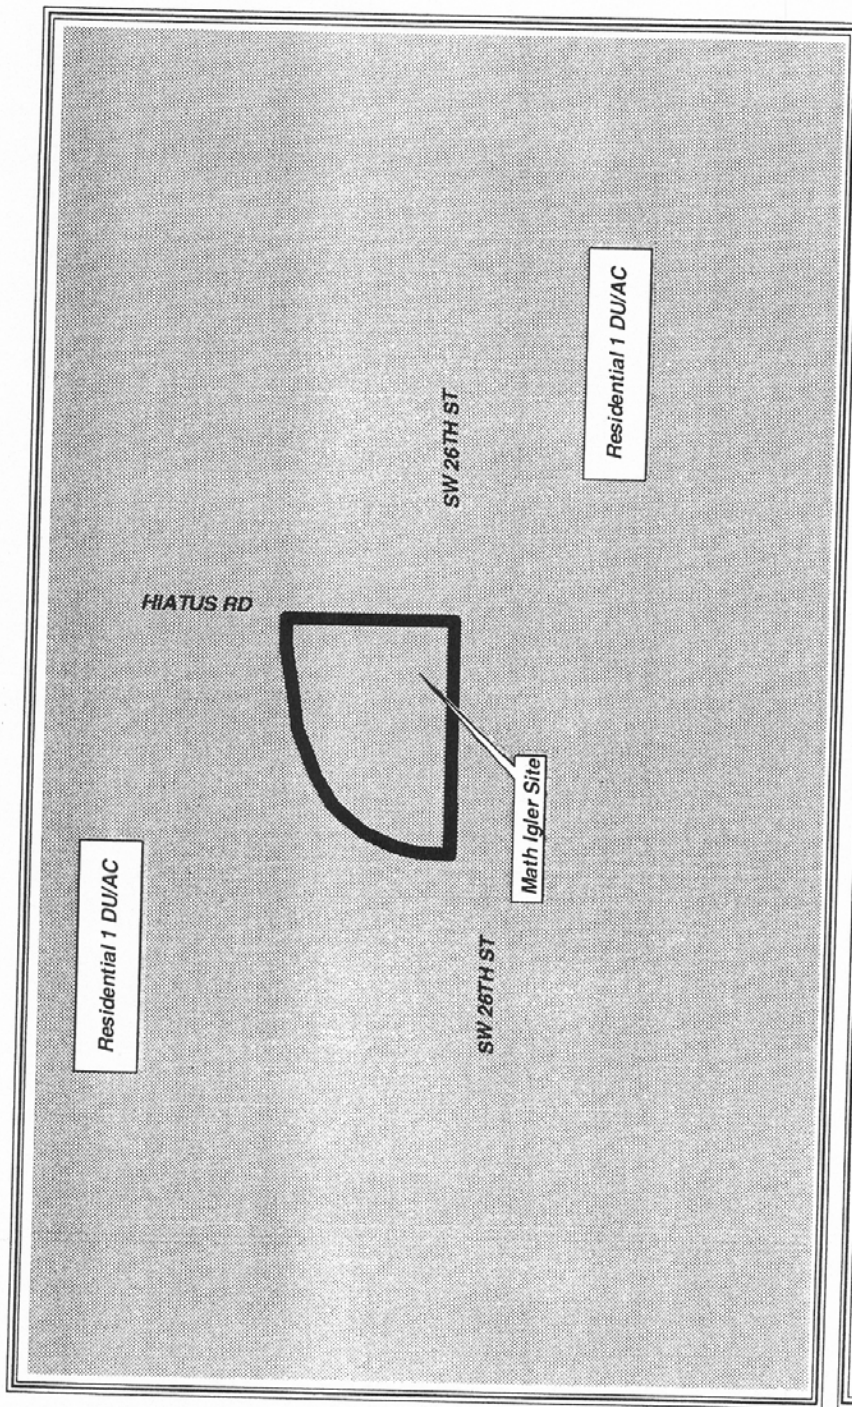 HIATUS RD
SW 26TH ST
Residential 1 DU/AC
Math Igler Site
Residential 1 DU/AC
SW 26TH ST